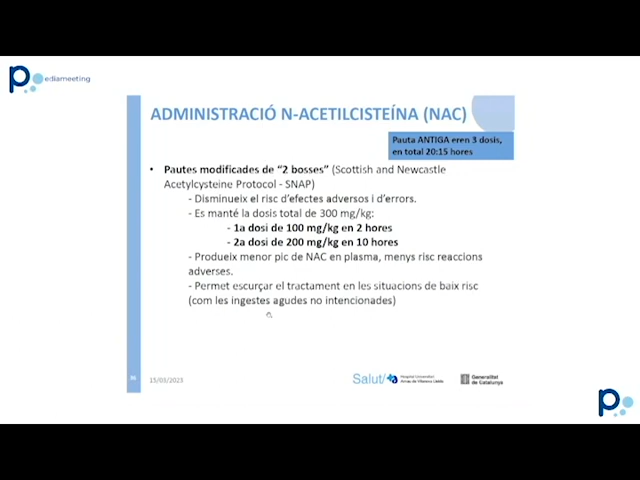 ediameeting
ADMINISTRACIÓ N-ACETILCISTEÍNA (NAC)
Pauta ANTIGA eren 3 dosis,
en total 20:15 hores
• Pautes modificades de “2 bosses” (Scottish and Newcastle
Acetylcysteine Protocol - SNAP)
- Disminueix el risc d’efectes adversos i d’errors.
- Es manté la dosis total de 300 mg/kg:
- 1a dosi de 100 mg/kg en 2 hores
- 2a dosi de 200 mg/kg en 10 hores
- Produeix menor pic de NAC en plasma, menys risc reaccions
adverses.
- Permet escurçar el tractament en les situacions de baix risc
(com les ingestes agudes no intencionades)
15/03/2023
Salut/
Hospital Universitari
Arnau de Vilanova Lleida
Generalitat
de Catalunya